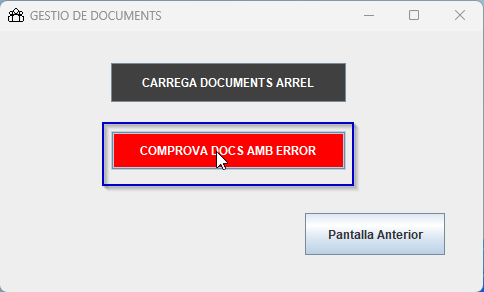 GESTIO DE DOCUMENTS
CARREGA DOCUMENTS ARREL
COMPROVA DOCS AMB ERROR
Pantalla Anterior